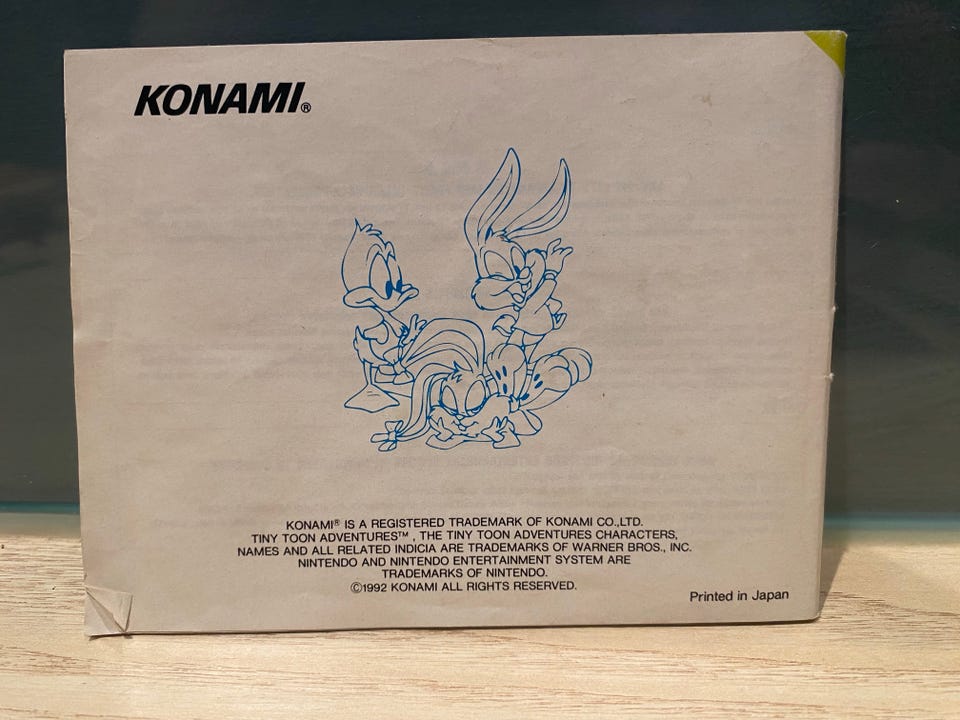 KONAMI®
KONAMI® IS A REGISTERED TRADEMARK OF KONAMI CO.,LTD.
TINY TOON ADVENTURES™ , THE TINY TOON ADVENTURES CHARACTERS,
NAMES AND ALL RELATED INDICIA ARE TRADEMARKS OF WARNER BROS., INC.
NINTENDO AND NINTENDO ENTERTAINMENT SYSTEM ARE
TRADEMARKS OF NINTENDO.
©1992 KONAMI ALL RIGHTS RESERVED.
Printed in Japan